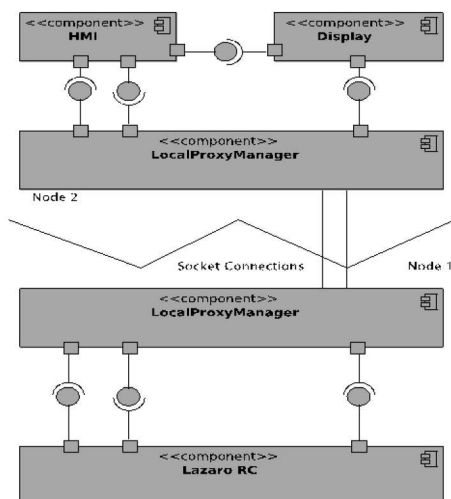 <<component>>
HMI
<<component>>
Display
<<component>>
LocalProxyManager
Node 2
Socket Connections
Node 1
<<component>>
LocalProxyManager
<<component>>
Lazaro RC